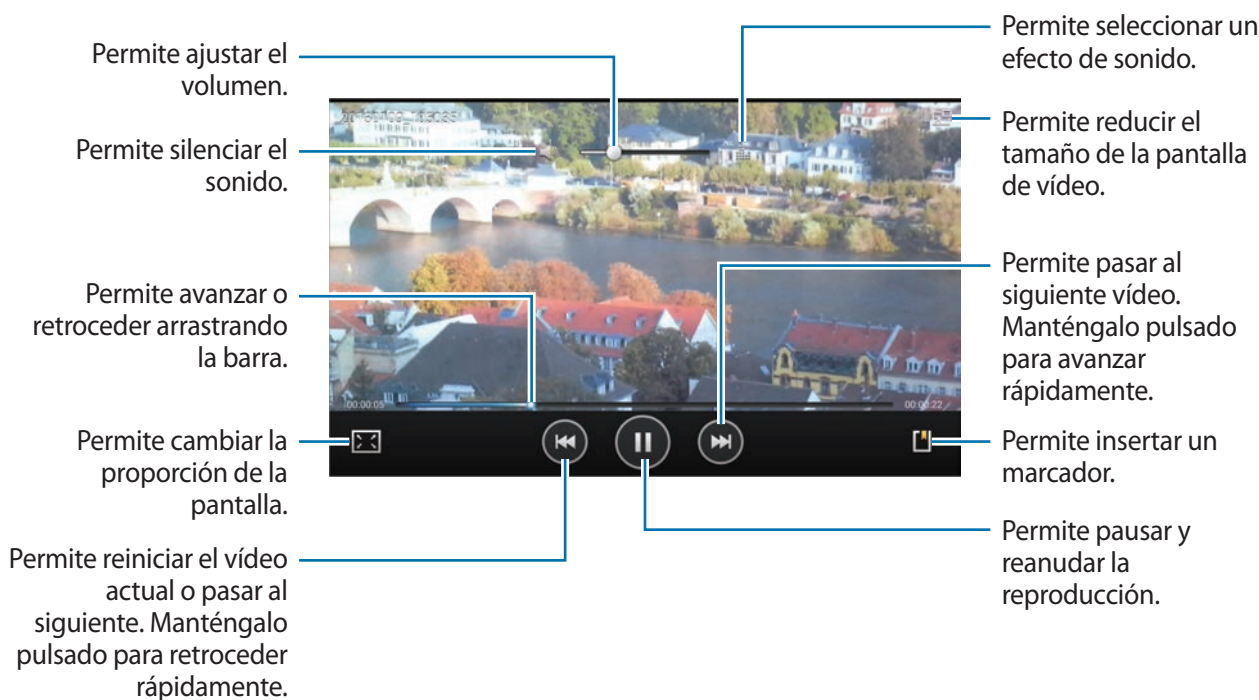 Permite ajustar el
volumen.
Permite silenciar el
sonido.
Permite avanzar o
retroceder arrastrando
la barra.
Permite cambiar la
proporción de la
pantalla.
Permite reiniciar el vídeo
actual o pasar al
siguiente. Manténgalo
pulsado para retroceder
rápidamente.
00:00:05
00:00:22
Permite seleccionar un
efecto de sonido.
Permite reducir el
tamaño de la pantalla
de vídeo.
Permite pasar al
siguiente vídeo.
Manténgalo pulsado
para avanzar
rápidamente.
Permite insertar un
marcador.
Permite pausar y
reanudar la
reproducción.